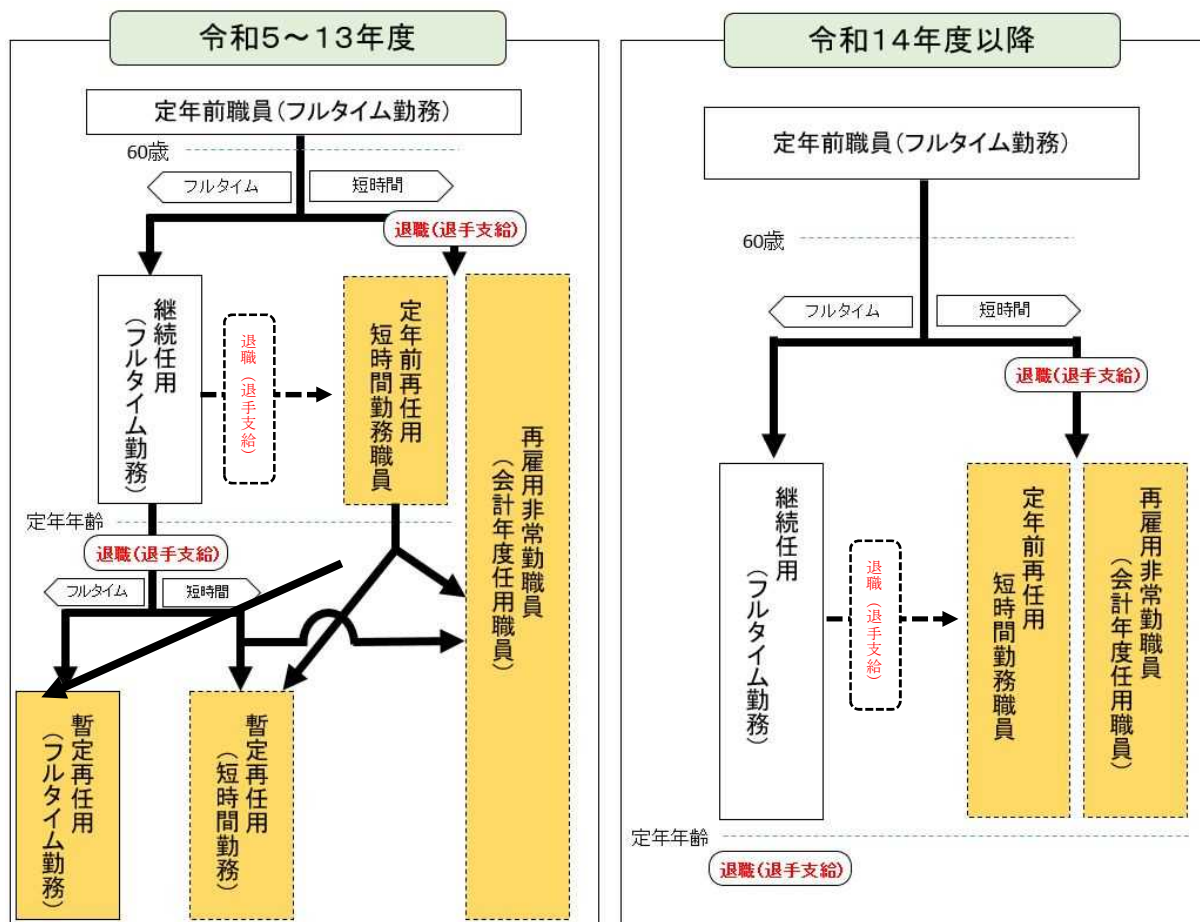 令和5～13年度
定年前職員(フルタイム勤務)
60歳
フルタイム
短時間
退職(退手支給)
継続任用
(フルタイム勤務)
退職（退手支給）
定年前再任用
短時間勤務職員
再雇用非常勤職員
(会計年度任用職員)
定年年齢
退職(退手支給)
フルタイム
短時間
暫定再任用
(フルタイム勤務)
暫定再任用
(短時間勤務)
令和14年度以降
定年前職員(フルタイム勤務)
60歳
フルタイム
短時間
退職(退手支給)
継続任用
(フルタイム勤務)
退職（退手支給）
定年前再任用
短時間勤務職員
再雇用非常勤職員
(会計年度任用職員)
定年年齢
退職(退手支給)